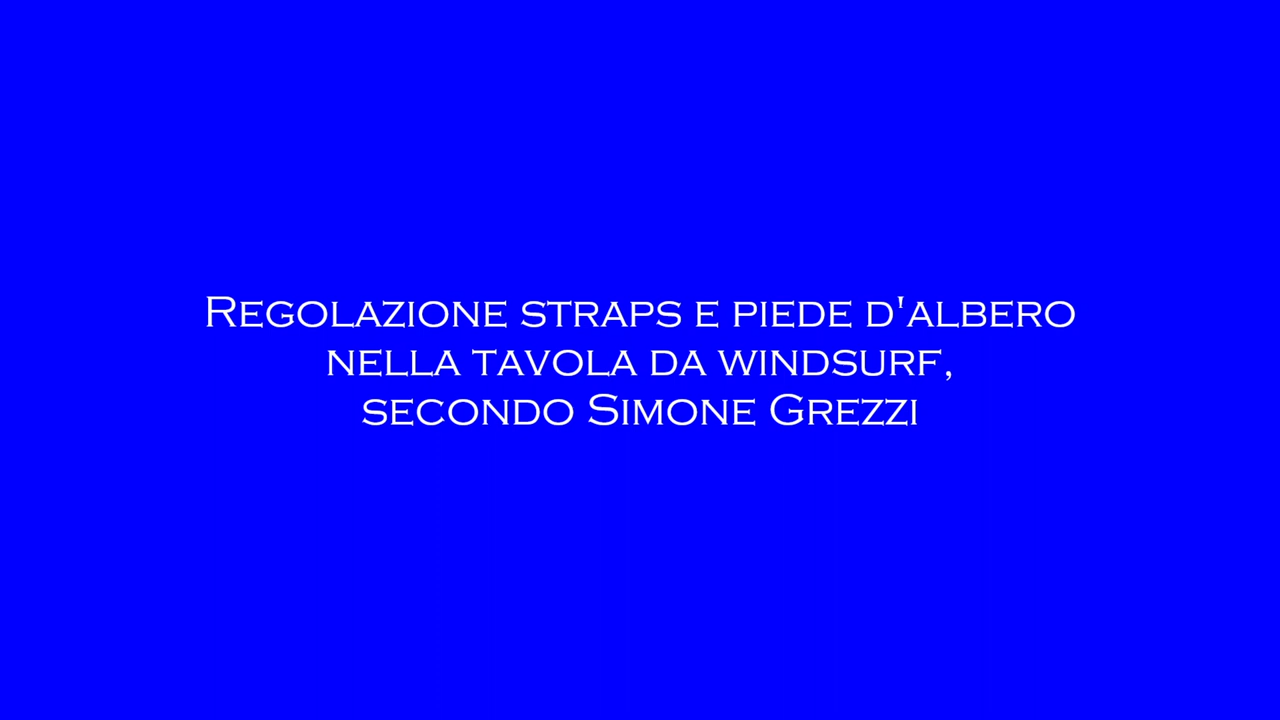 Regolazione straps e piede d'albero
nella tavola da windsurf,
secondo Simone Grezzi